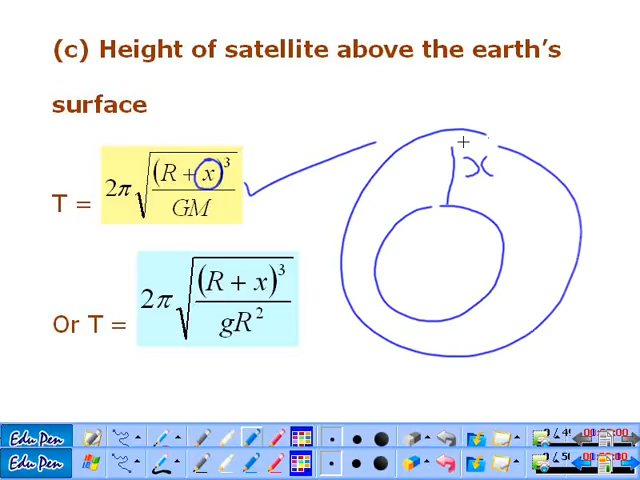 (c) Height of satellite above the earth's
surface
T = 2π√((R + x)³/GM)
x
Or T = 2π√((R + x)³/gR²)
Edu Pen
Edu Pen